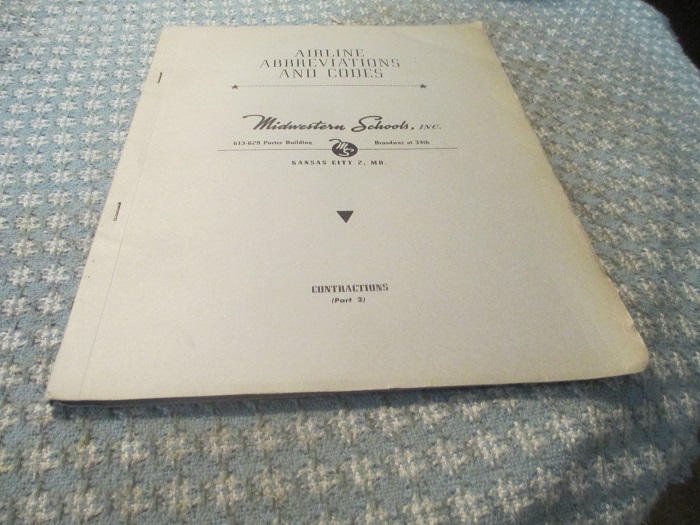 AIRLINE
ABBREVIATIONS
AND CODES
Midwestern Schools, INC.
613-629 Porter Building MS Broadway at 34th
KANSAS CITY 2, MO.
CONTRACTIONS
(Part 2)